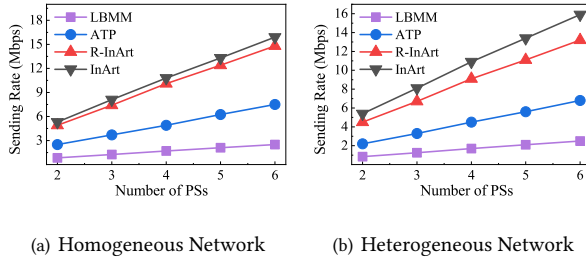 LBMM
ATP
R-InArt
InArt
Sending Rate (Mbps)
18
15
12
9
6
3
2 3 4 5 6
Number of PSs
(a) Homogeneous Network
LBMM
ATP
R-InArt
InArt
Sending Rate (Mbps)
16
14
12
10
8
6
4
2
2 3 4 5 6
Number of PSs
(b) Heterogeneous Network